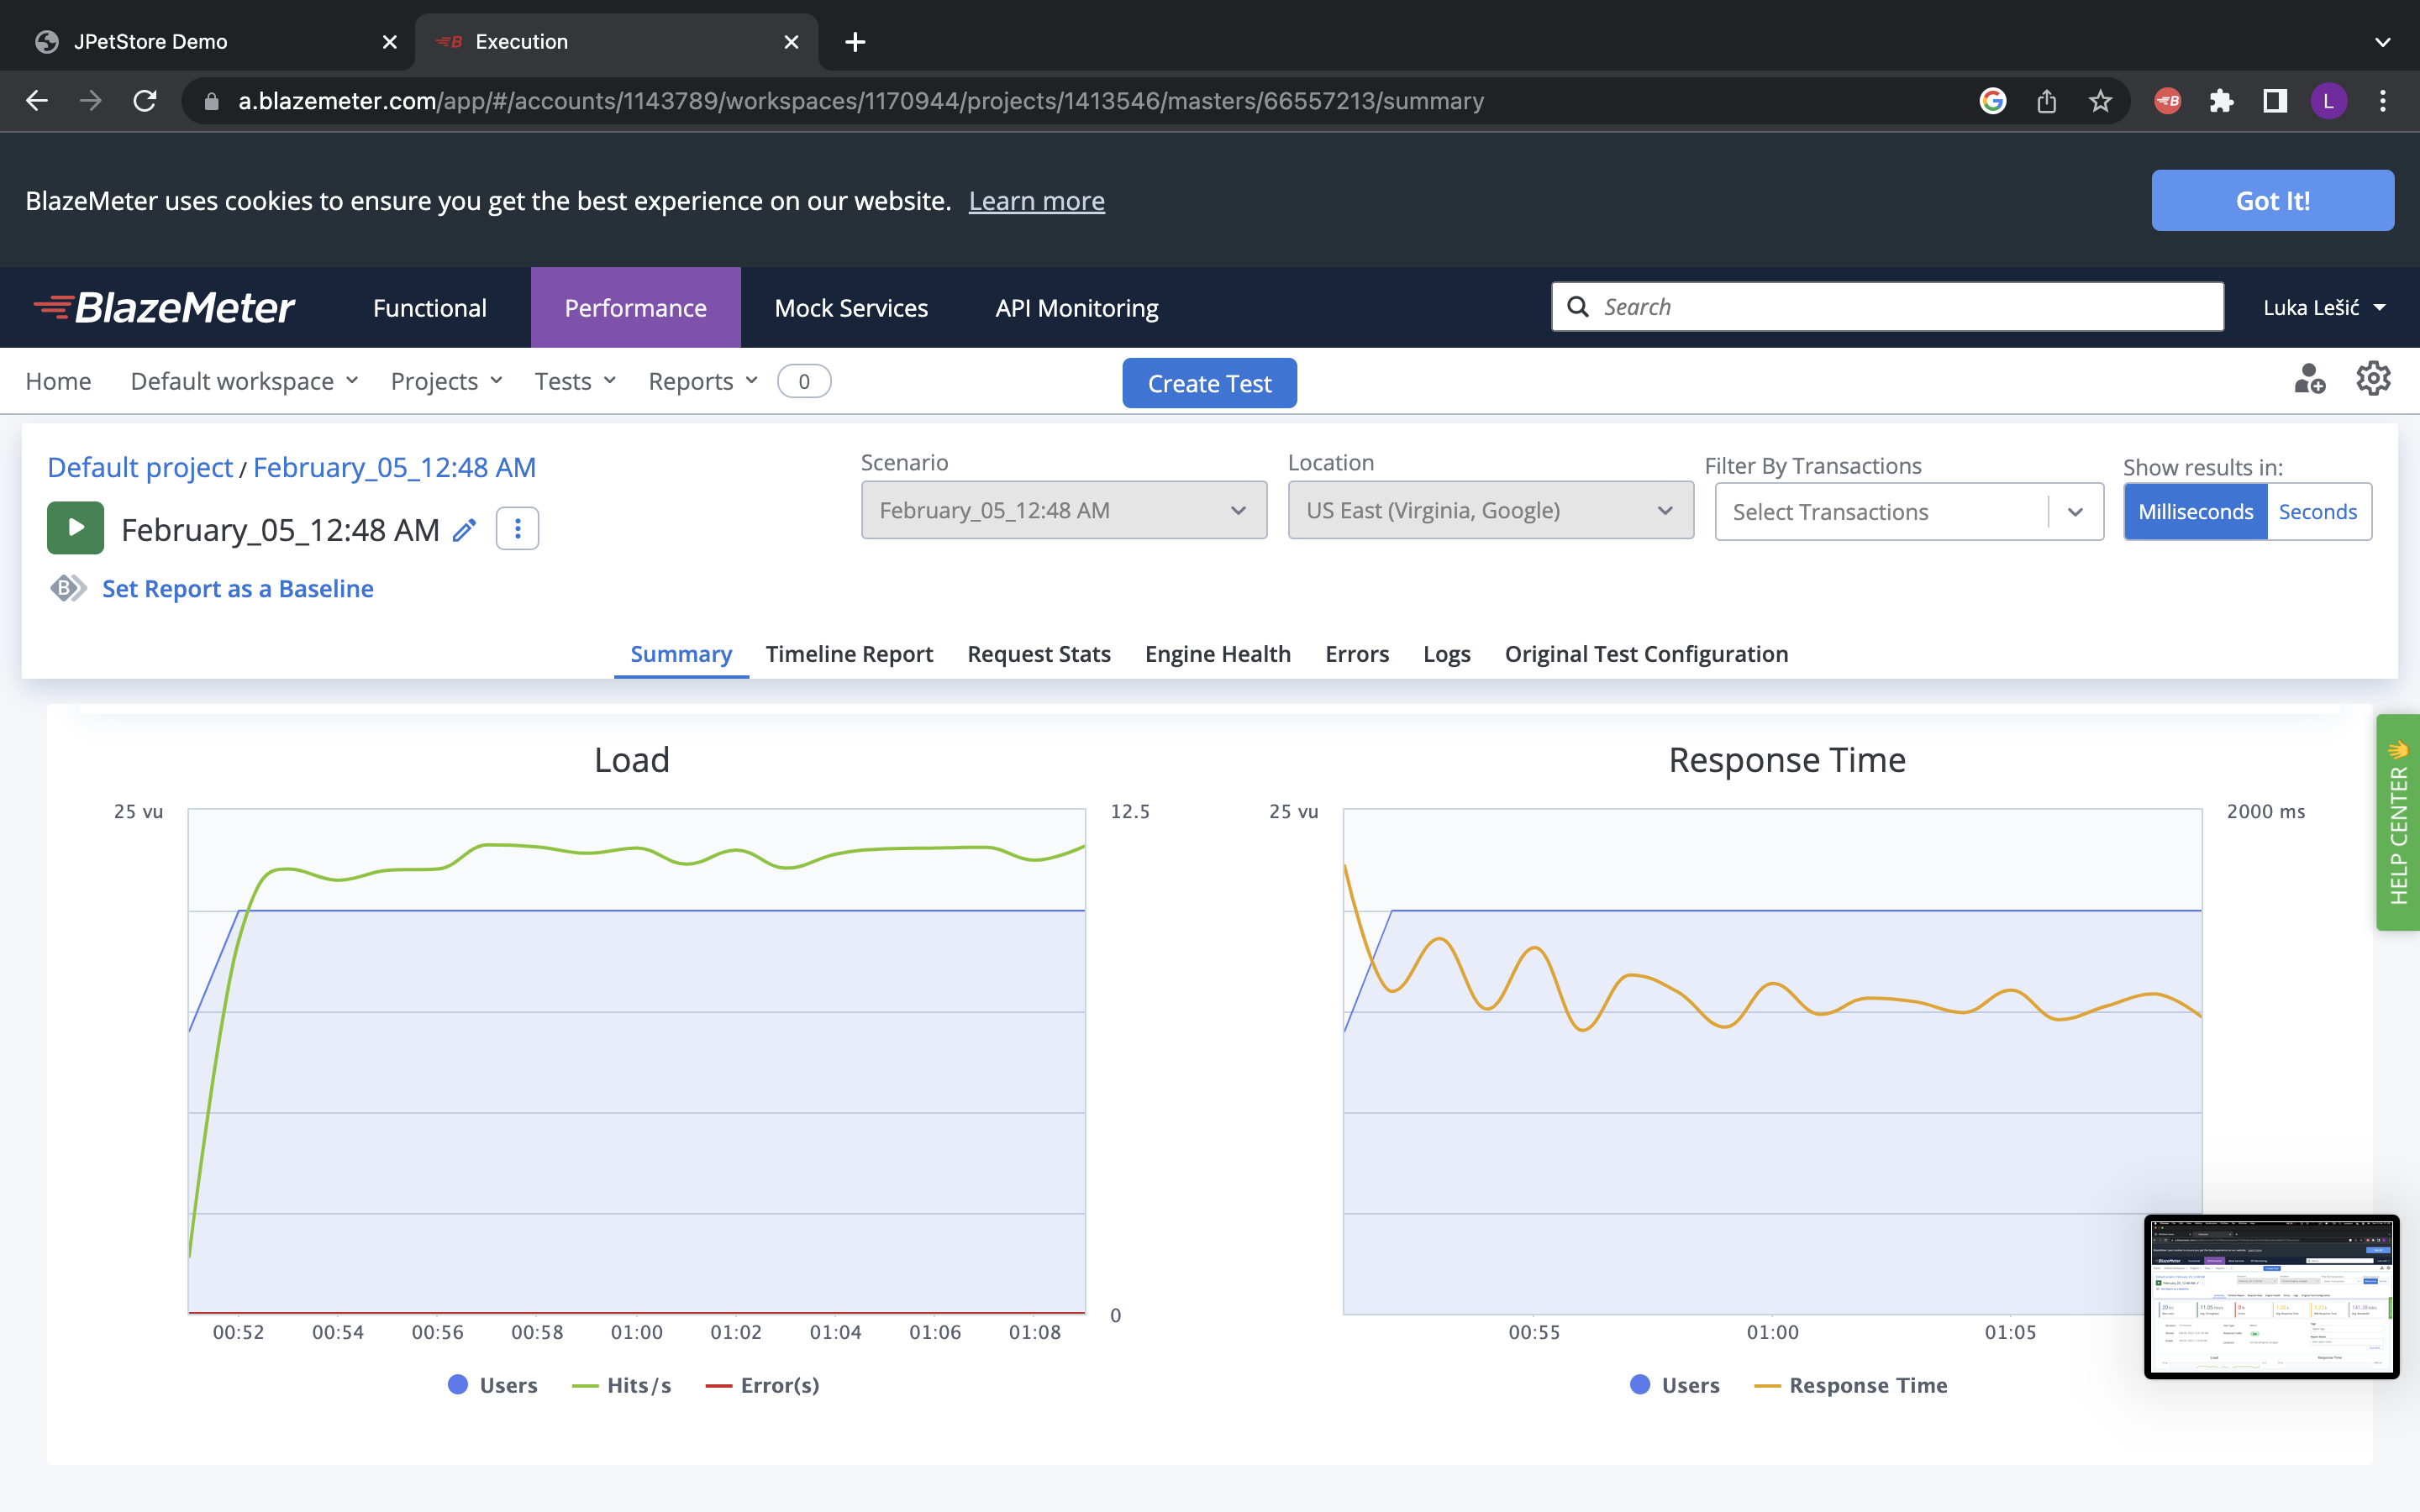 JPetStore Demo
Execution
a.blazemeter.com/app/#/accounts/1143789/workspaces/1170944/projects/1413546/masters/66557213/summary
L
BlazeMeter uses cookies to ensure you get the best experience on our website. Learn more
Got It!
BlazeMeter
Functional
Performance
Mock Services
API Monitoring
Search
Luka Lešić
Home
Default workspace
Projects
Tests
Reports
0
Create Test
Default project / February_05_12:48 AM
February_05_12:48 AM
Set Report as a Baseline
Scenario
February_05_12:48 AM
Location
US East (Virginia, Google)
Filter By Transactions
Select Transactions
Show results in:
Milliseconds
Seconds
Summary
Timeline Report
Request Stats
Engine Health
Errors
Logs
Original Test Configuration
HELP CENTER
Load
25 vu
12.5
0
00:52
00:54
00:56
00:58
01:00
01:02
01:04
01:06
01:08
Users
Hits/s
Error(s)
Response Time
25 vu
2000 ms
00:55
01:00
01:05
Users
Response Time